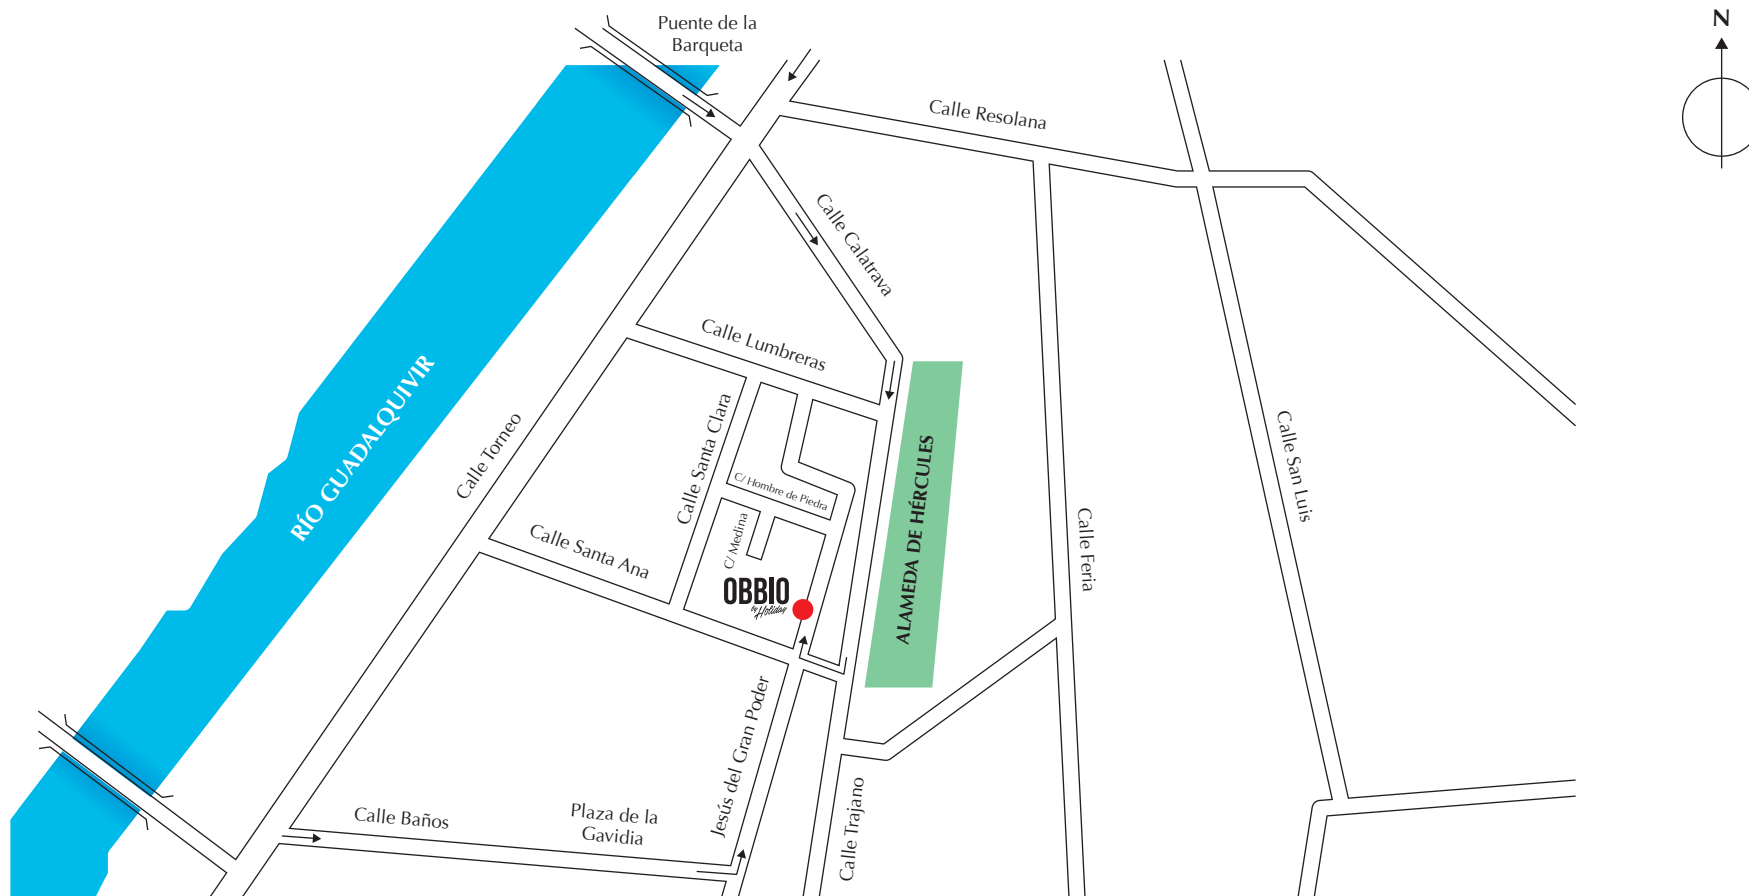 Puente de la
Barqueta
N
Calle Resolana
Calle Calatrava
Calle Lumbreras
RÍO GUADALQUIVIR
Calle Torneo
Calle Santa Clara
C/ Hombre de Piedra
ALAMEDA DE HÉRCULES
Calle San Luis
Calle Feria
C/ Medina
Calle Santa Ana
OBBIO
by Holiday
Jesús del Gran Poder
Calle Baños
Plaza de la
Gavidia
Calle Trajano